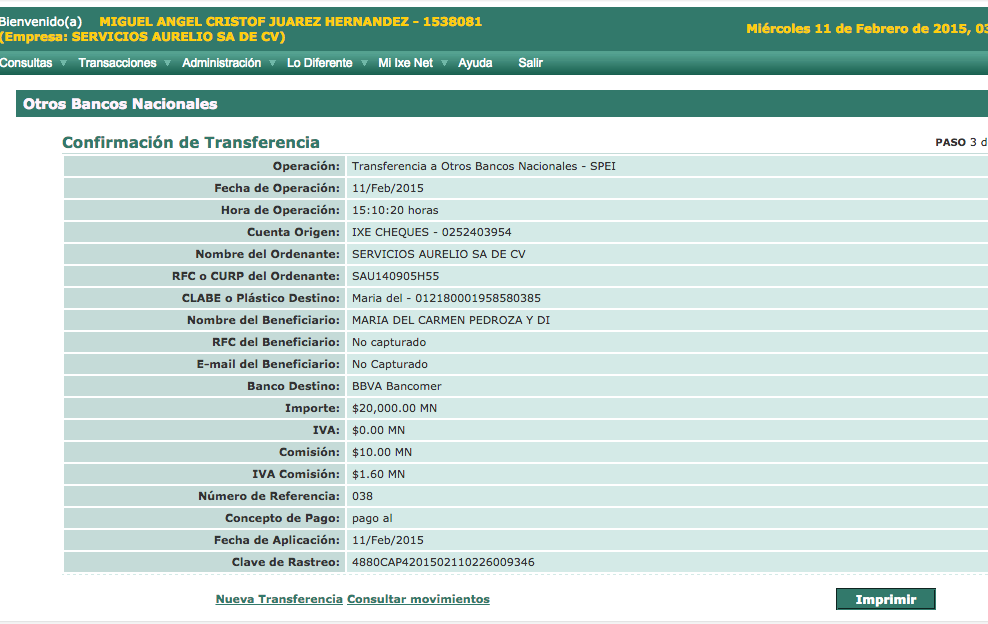 Bienvenido(a) MIGUEL ANGEL CRISTOF JUAREZ HERNANDEZ - 1538081
(Empresa: SERVICIOS AURELIO SA DE CV)
Miércoles 11 de Febrero de 2015, 03
Consultas Transacciones Administración Lo Diferente Mi Ixe Net Ayuda Salir
Otros Bancos Nacionales
Confirmación de Transferencia
PASO 3 d
Operación: Transferencia a Otros Bancos Nacionales - SPEI
Fecha de Operación: 11/Feb/2015
Hora de Operación: 15:10:20 horas
Cuenta Origen: IXE CHEQUES - 0252403954
Nombre del Ordenante: SERVICIOS AURELIO SA DE CV
RFC o CURP del Ordenante: SAU140905H55
CLABE o Plástico Destino: Maria del - 012180001958580385
Nombre del Beneficiario: MARIA DEL CARMEN PEDROZA Y DI
RFC del Beneficiario: No capturado
E-mail del Beneficiario: No Capturado
Banco Destino: BBVA Bancomer
Importe: $20,000.00 MN
IVA: $0.00 MN
Comisión: $10.00 MN
IVA Comisión: $1.60 MN
Número de Referencia: 038
Concepto de Pago: pago al
Fecha de Aplicación: 11/Feb/2015
Clave de Rastreo: 4880CAP4201502110226009346
Nueva Transferencia Consultar movimientos
Imprimir